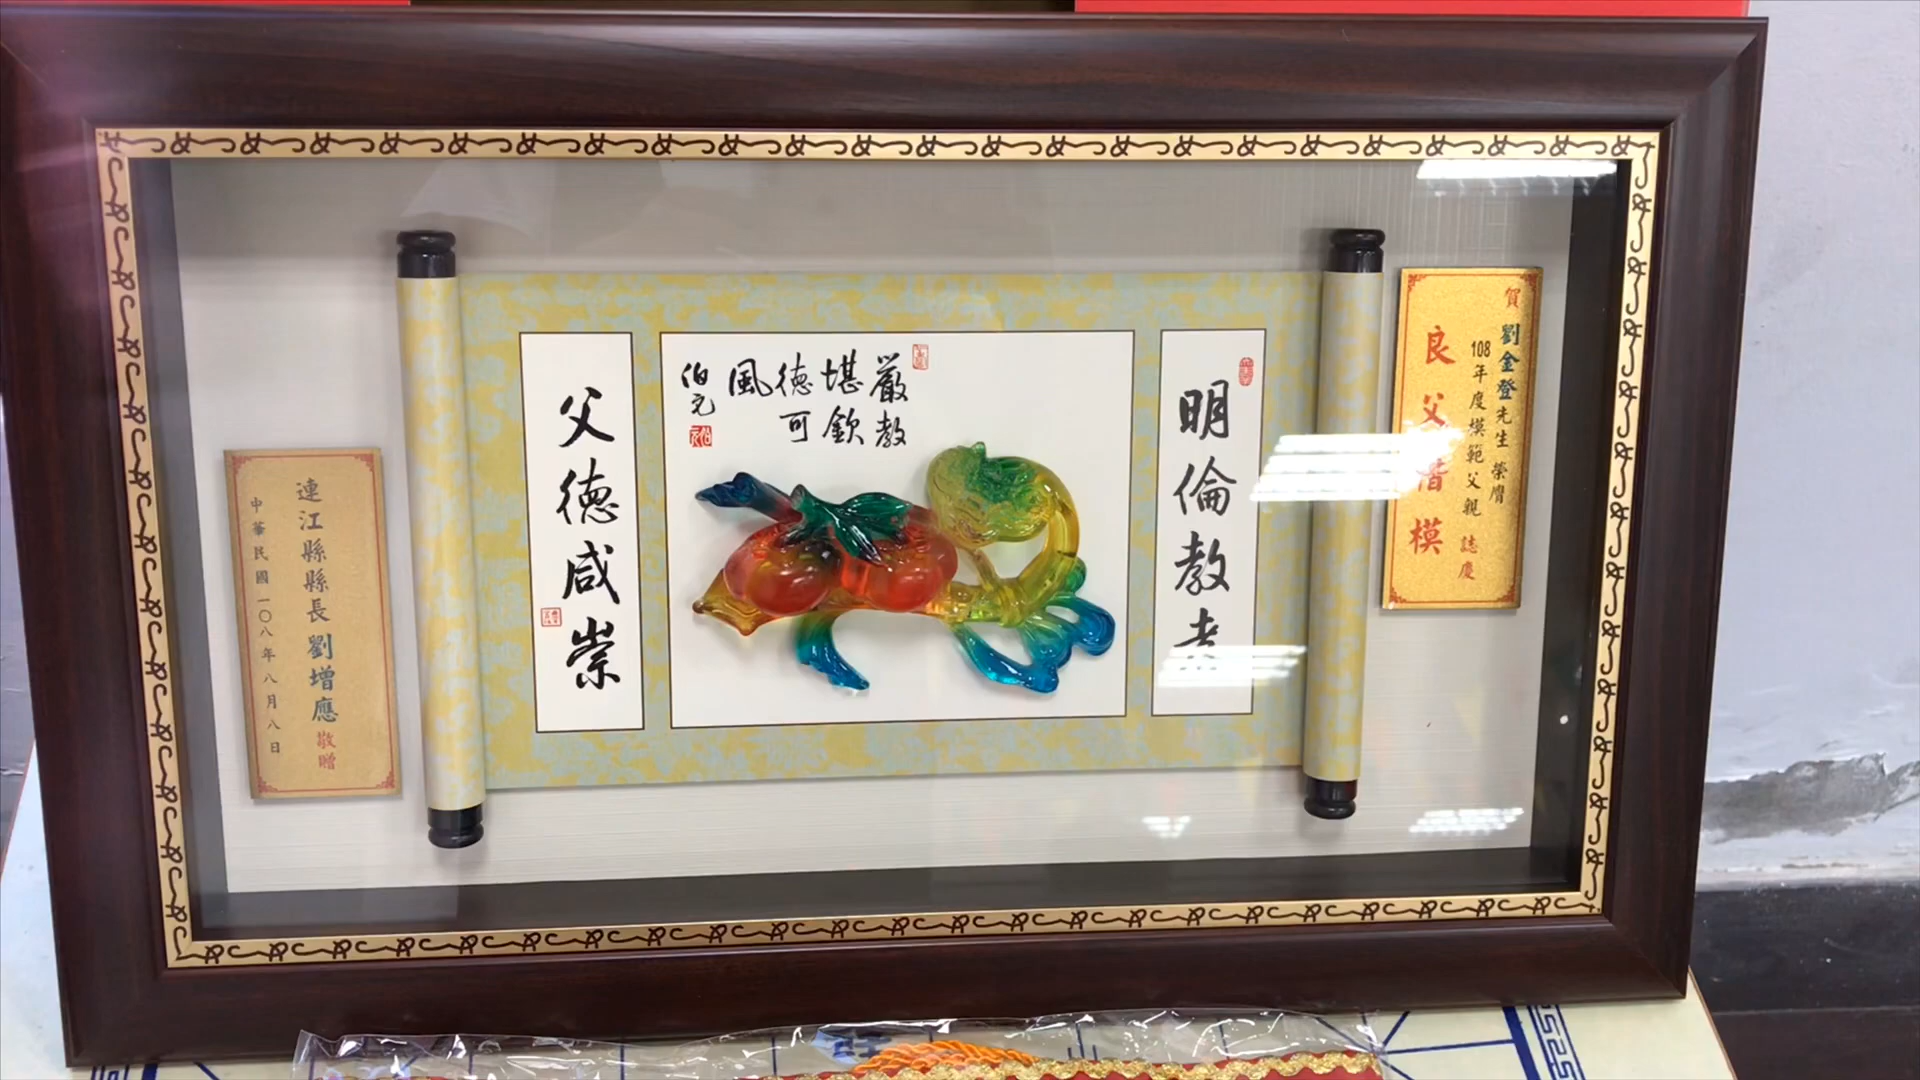 賀
劉金登先生 榮膺
108年度模範父親 誌慶
良父楷模
明倫教孝
嚴教
堪欽
德可
風
伯元
父德咸崇
連江縣縣長劉增應敬贈
中華民國一〇八年八月八日